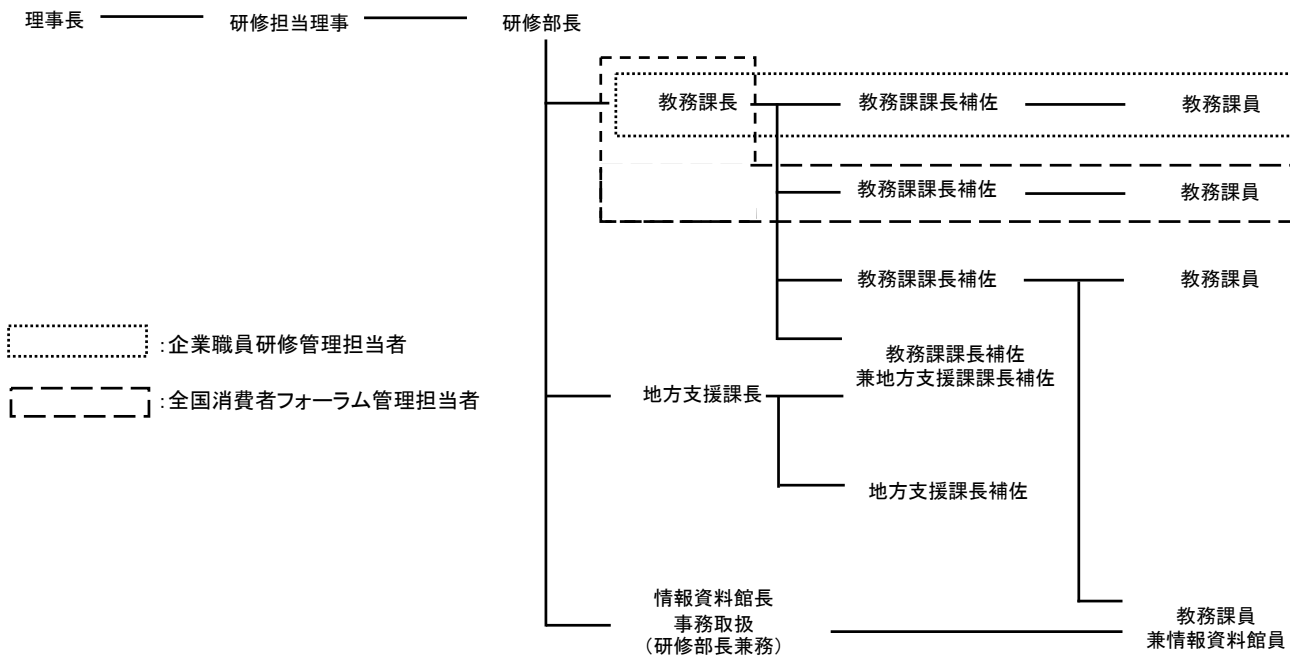 理事長
研修担当理事
研修部長
教務課長
教務課課長補佐
教務課員
教務課課長補佐
教務課員
教務課課長補佐
教務課員
:企業職員研修管理担当者
教務課課長補佐
兼地方支援課課長補佐
:全国消費者フォーラム管理担当者
地方支援課長
地方支援課長補佐
情報資料館長
事務取扱
(研修部長兼務)
教務課員
兼情報資料館員